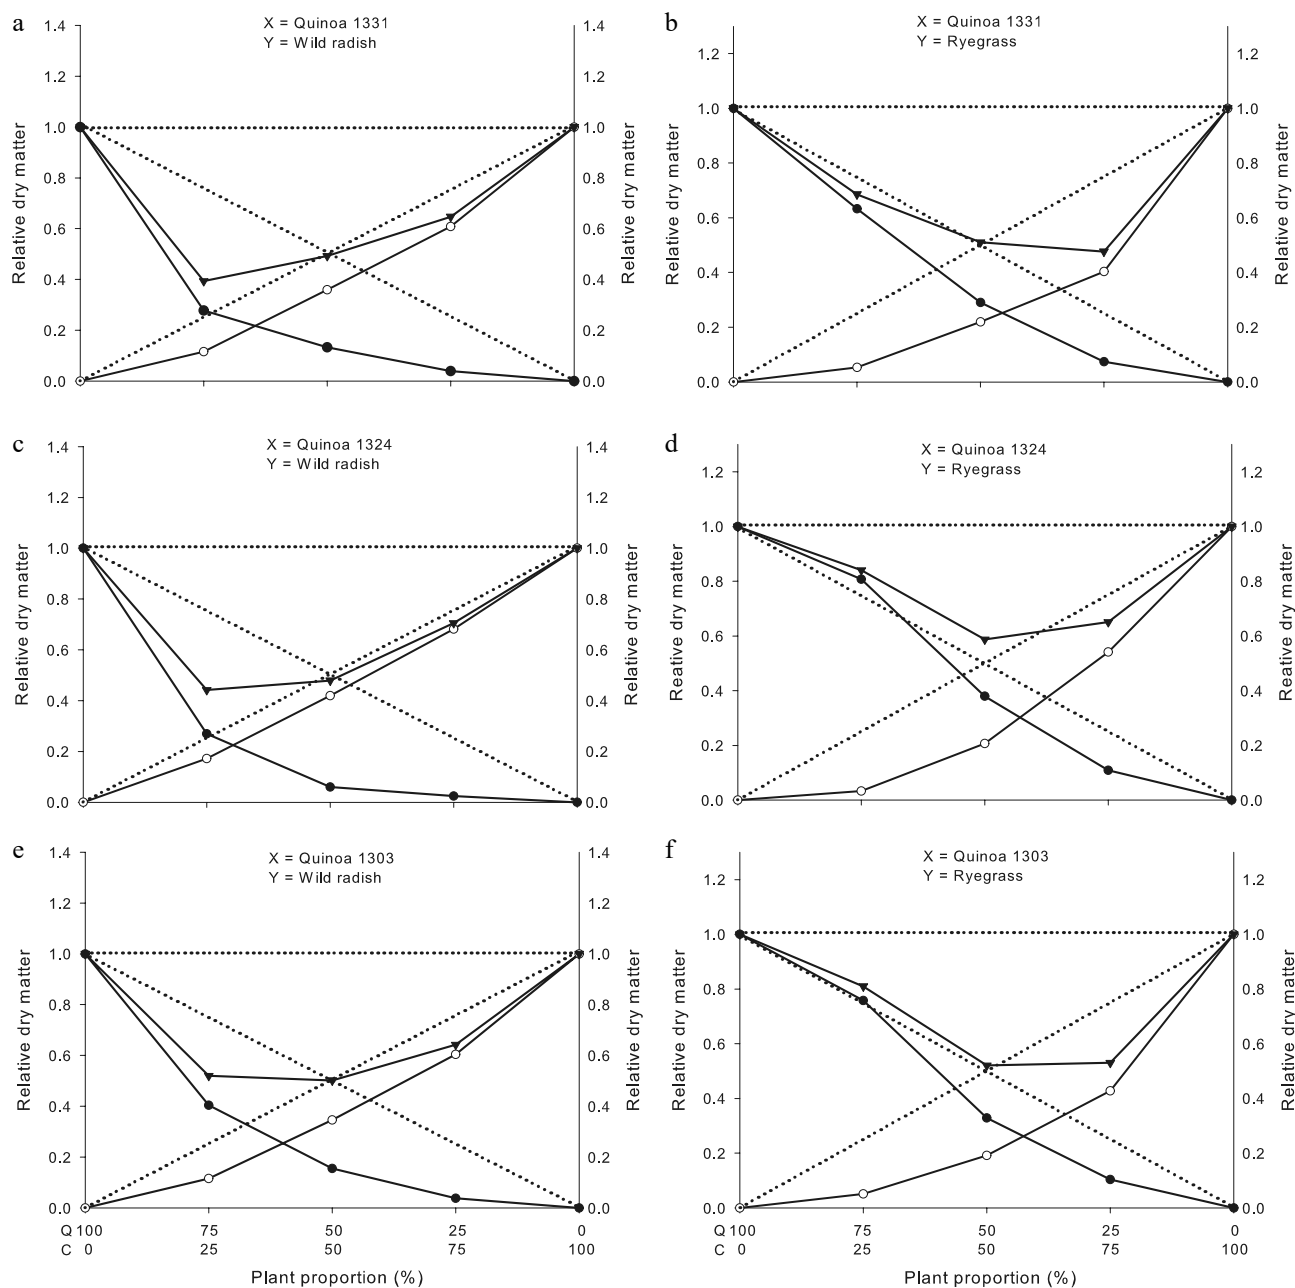 a
X = Quinoa 1331
Y = Wild radish
Relative dry matter
1.4
1.2
1.0
0.8
0.6
0.4
0.2
0.0
1.4
1.2
1.0
0.8
0.6
0.4
0.2
0.0
Relative dry matter
b
X = Quinoa 1331
Y = Ryegrass
Relative dry matter
1.2
1.0
0.8
0.6
0.4
0.2
0.0
1.2
1.0
0.8
0.6
0.4
0.2
0.0
Relative dry matter
c
X = Quinoa 1324
Y = Wild radish
Relative dry matter
1.4
1.2
1.0
0.8
0.6
0.4
0.2
0.0
1.4
1.2
1.0
0.8
0.6
0.4
0.2
0.0
Relative dry matter
d
X = Quinoa 1324
Y = Ryegrass
Reative dry matter
1.2
1.0
0.8
0.6
0.4
0.2
0.0
1.2
1.0
0.8
0.6
0.4
0.2
0.0
Reative dry matter
e
X = Quinoa 1303
Y = Wild radish
Relative dry matter
1.4
1.2
1.0
0.8
0.6
0.4
0.2
0.0
1.4
1.2
1.0
0.8
0.6
0.4
0.2
0.0
Relative dry matter
Q 100 75 50 25 0
C 0 25 50 75 100
Plant proportion (%)
f
X = Quinoa 1303
Y = Ryegrass
Relative dry matter
1.2
1.0
0.8
0.6
0.4
0.2
0.0
1.2
1.0
0.8
0.6
0.4
0.2
0.0
Relative dry matter
100 75 50 25 0
0 25 50 75 100
Plant proportion (%)